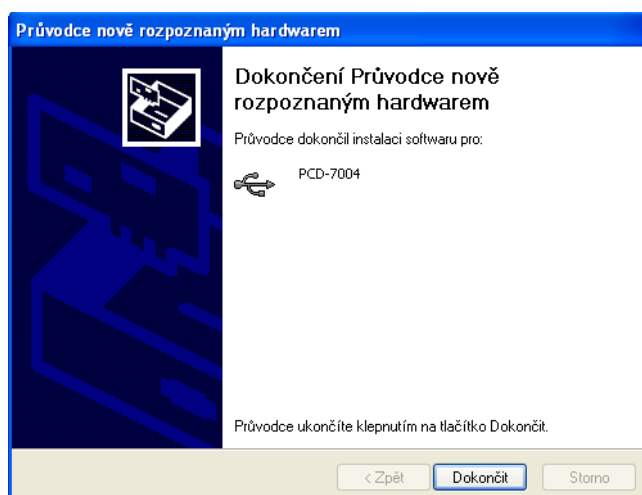 Průvodce nově rozpoznaným hardwarem
Dokončení Průvodce nově
rozpoznaným hardwarem
Průvodce dokončil instalaci softwaru pro:
PCD-7004
Průvodce ukončíte klepnutím na tlačítko Dokončit.
< Zpět
Dokončit
Storno